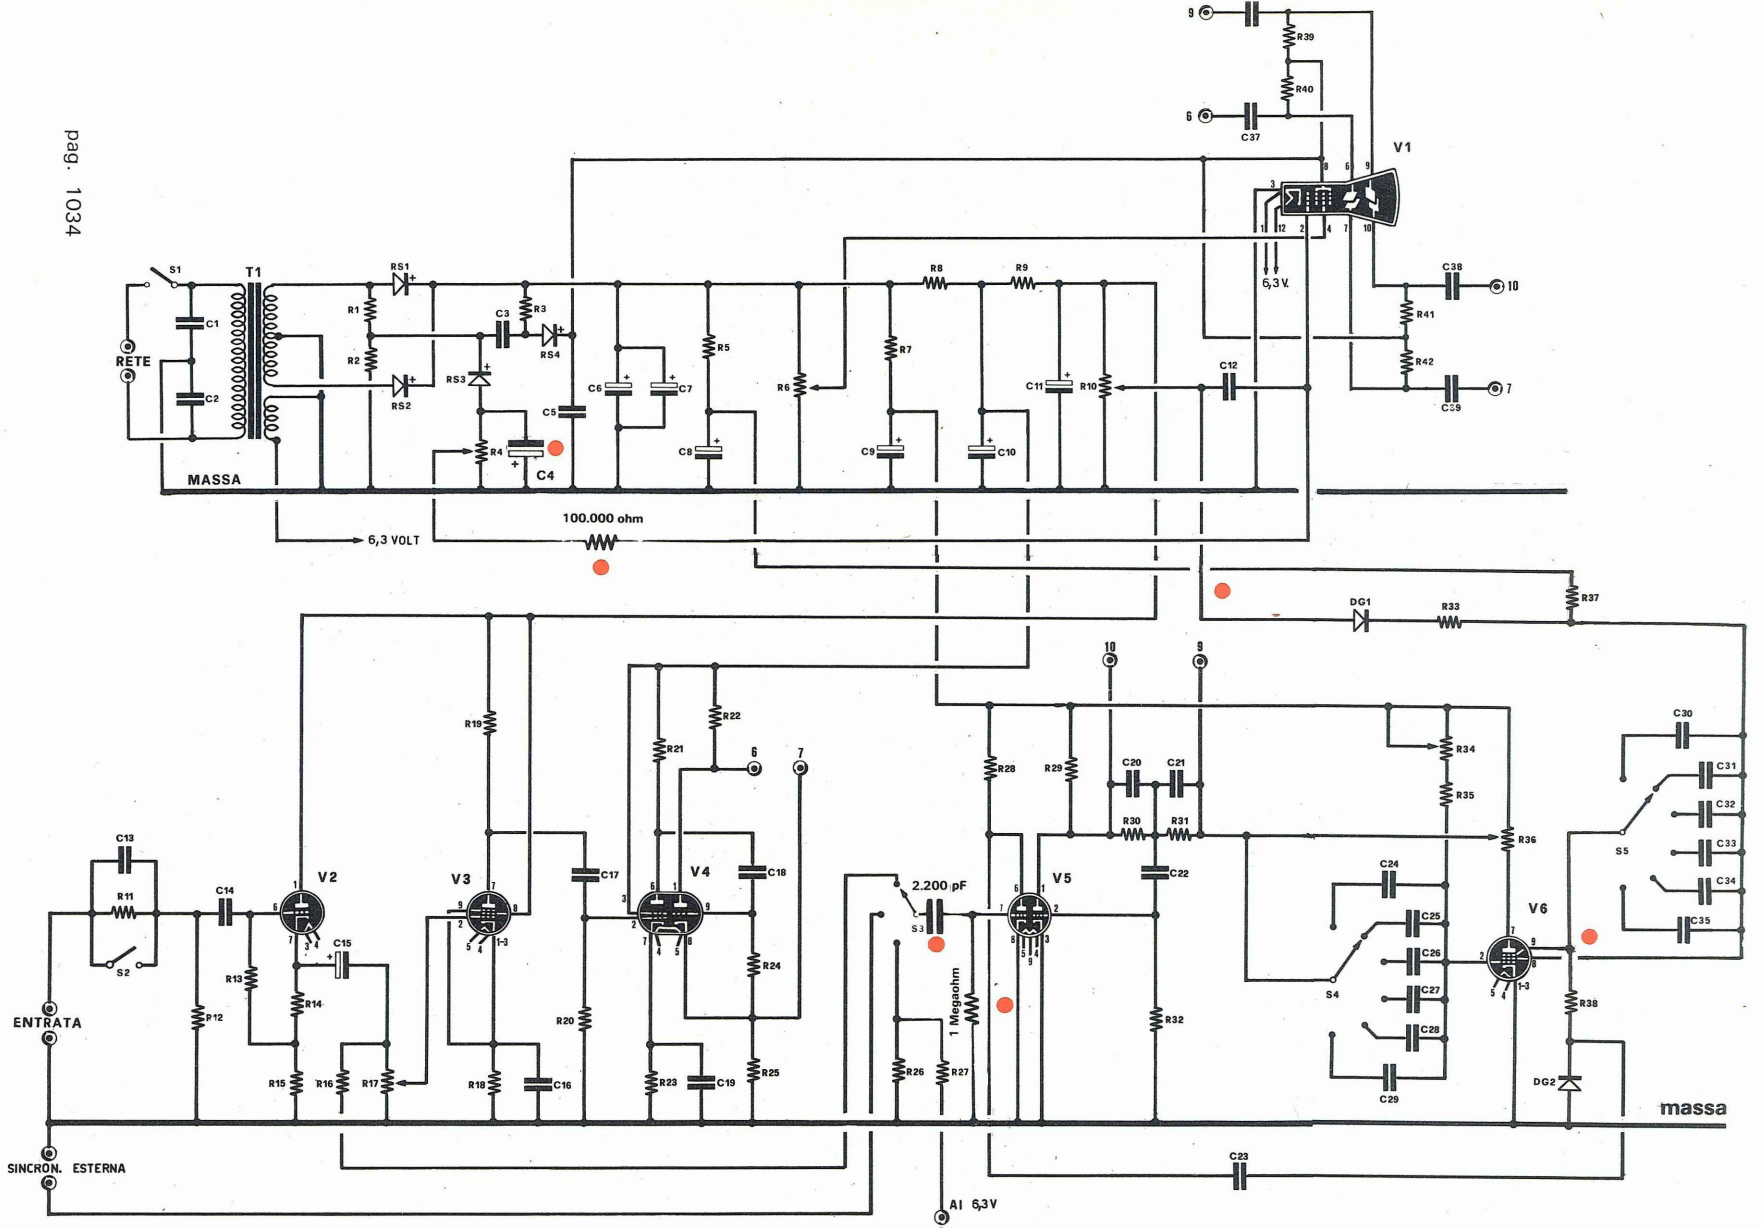 9
R39
R40
6
C37
V1
pag. 1034
8
6
9
3
1
12
2
4
7
10
6,3 V.
S1
T1
RS1
R8
R9
C38
10
R1
C3
R3
C1
R41
RETE
R2
RS4
R5
R7
R42
RS3
C6
C7
R6
C11
R10
C12
C2
RS2
C5
C39
7
R4
C8
C9
C10
C4
MASSA
100.000 ohm
6,3 VOLT
DG1
R33
R37
10
9
R19
R22
R21
6
7
C30
R28
R29
C20
C21
R34
C31
R35
C32
R30
R31
R36
C33
S5
C13
V2
V3
C17
V4
C18
2.200 pF
V5
C22
C24
C34
R11
C14
S3
C25
V6
C35
S2
C15
C26
R13
R14
R24
S4
C27
R38
ENTRATA
R12
R20
1 Megaohm
R32
C28
R15
R16
R17
R18
C16
R23
C19
R25
R26
R27
C29
DG2
massa
SINCRON. ESTERNA
C23
AI 6,3V